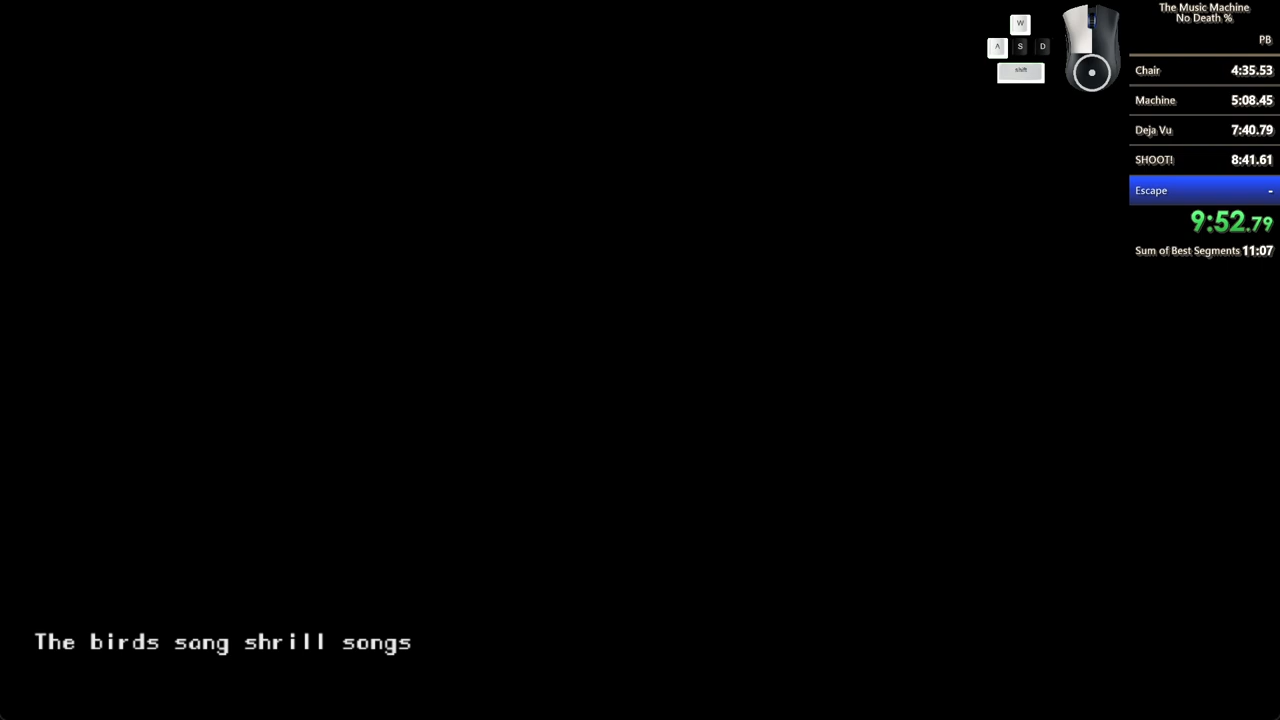 The Music Machine
No Death %
PB
W
A S D
shift
Chair 4:35.53
Machine 5:08.45
Deja Vu 7:40.79
SHOOT! 8:41.61
Escape -
9:52.79
Sum of Best Segments 11:07
The birds sang shrill songs